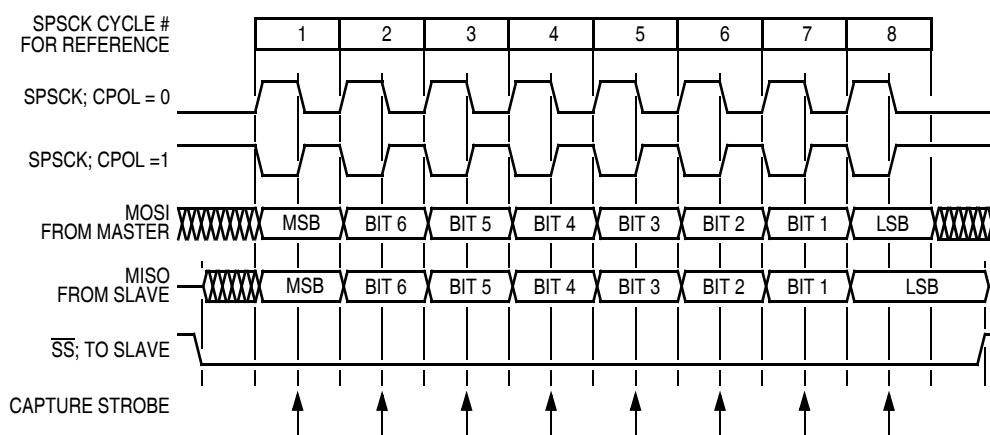 SPSCK CYCLE #
FOR REFERENCE
1 2 3 4 5 6 7 8
SPSCK; CPOL = 0
SPSCK; CPOL =1
MOSI
FROM MASTER
MSB BIT 6 BIT 5 BIT 4 BIT 3 BIT 2 BIT 1 LSB
MISO
FROM SLAVE
MSB BIT 6 BIT 5 BIT 4 BIT 3 BIT 2 BIT 1 LSB
S̅S̅; TO SLAVE
CAPTURE STROBE